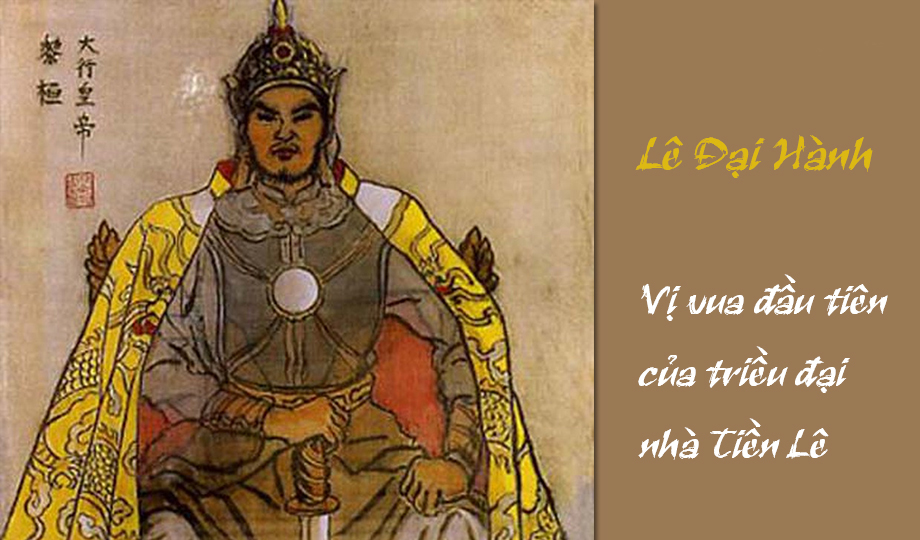 大行皇帝
黎桓
Lê Đại Hành
Vị vua đầu tiên
của triều đại
nhà Tiền Lê